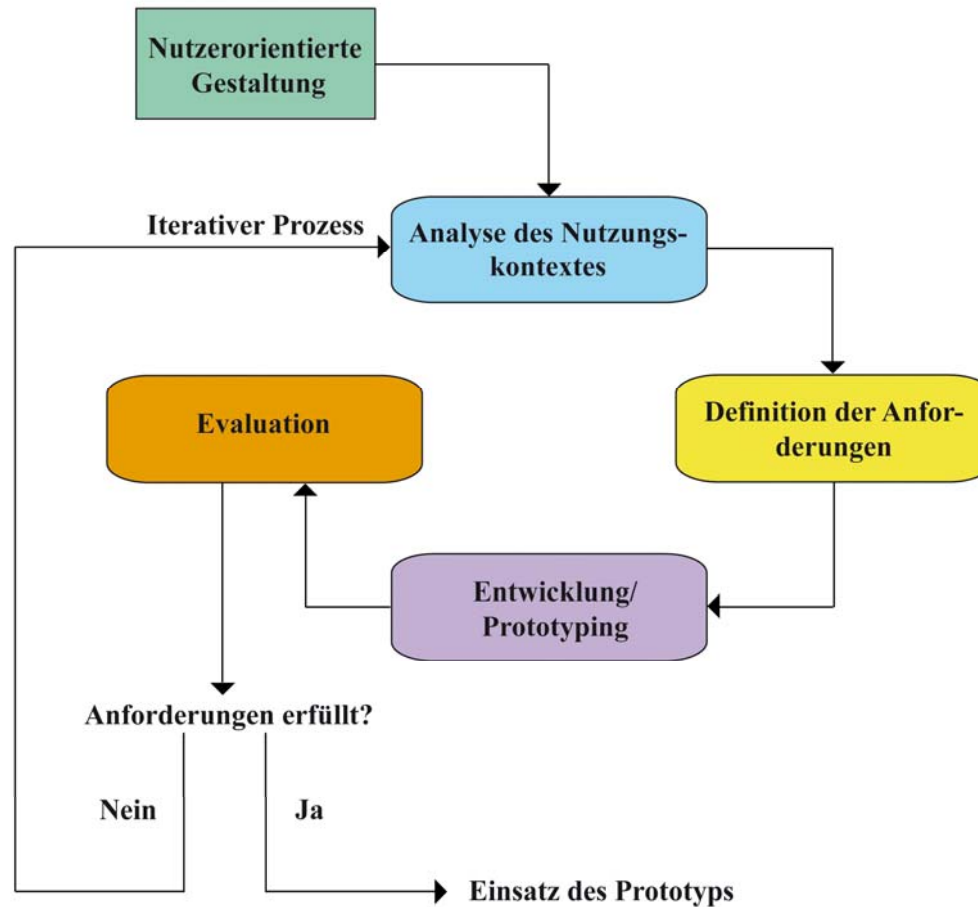 Nutzerorientierte
Gestaltung
Iterativer Prozess
Analyse des Nutzungs-
kontextes
Evaluation
Definition der Anfor-
derungen
Entwicklung/
Prototyping
Anforderungen erfüllt?
Nein
Ja
Einsatz des Prototyps